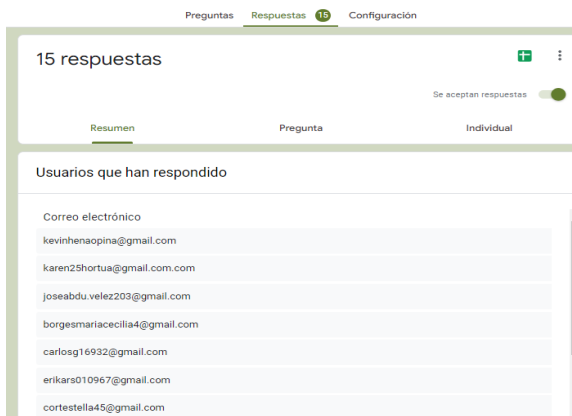 Preguntas Respuestas 15 Configuración
15 respuestas
Se aceptan respuestas
Resumen Pregunta Individual
Usuarios que han respondido
Correo electrónico
kevinhenaopina@gmail.com
karen25hortua@gmail.com.com
joseabdu.velez203@gmail.com
borgesmariacecilia4@gmail.com
carlosg16932@gmail.com
erikars010967@gmail.com
cortestella45@gmail.com